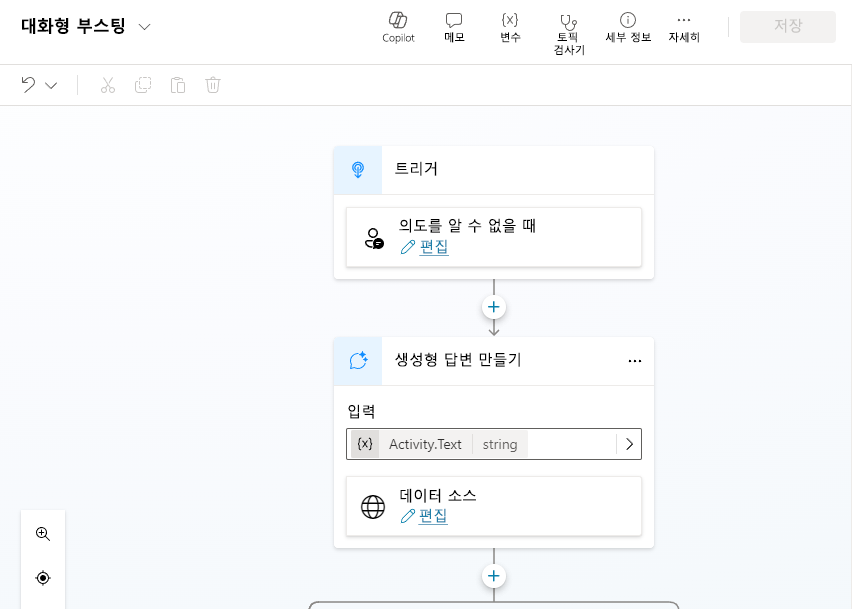 대화형 부스팅
Copilot
메모
{x}
변수
토픽
검사기
세부 정보
자세히
저장
트리거
의도를 알 수 없을 때
편집
생성형 답변 만들기
입력
{x} Activity.Text string
데이터 소스
편집